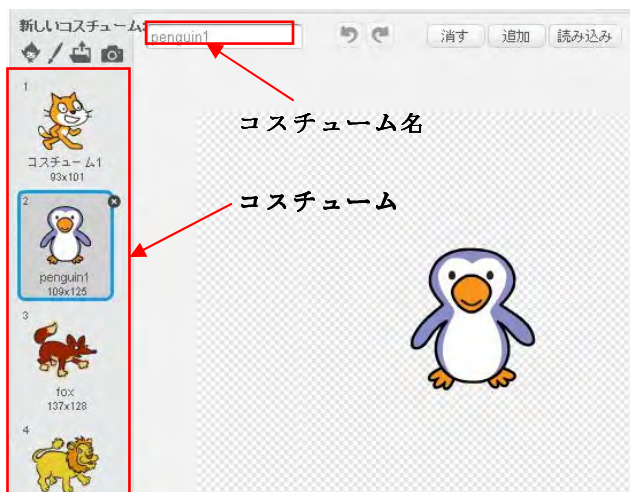 新しいコスチューム:
penguin1
消す 追加 読み込み
コスチューム名
コスチューム
1
コスチューム1
93x101
2
penguin1
109x125
3
fox
137x128
4